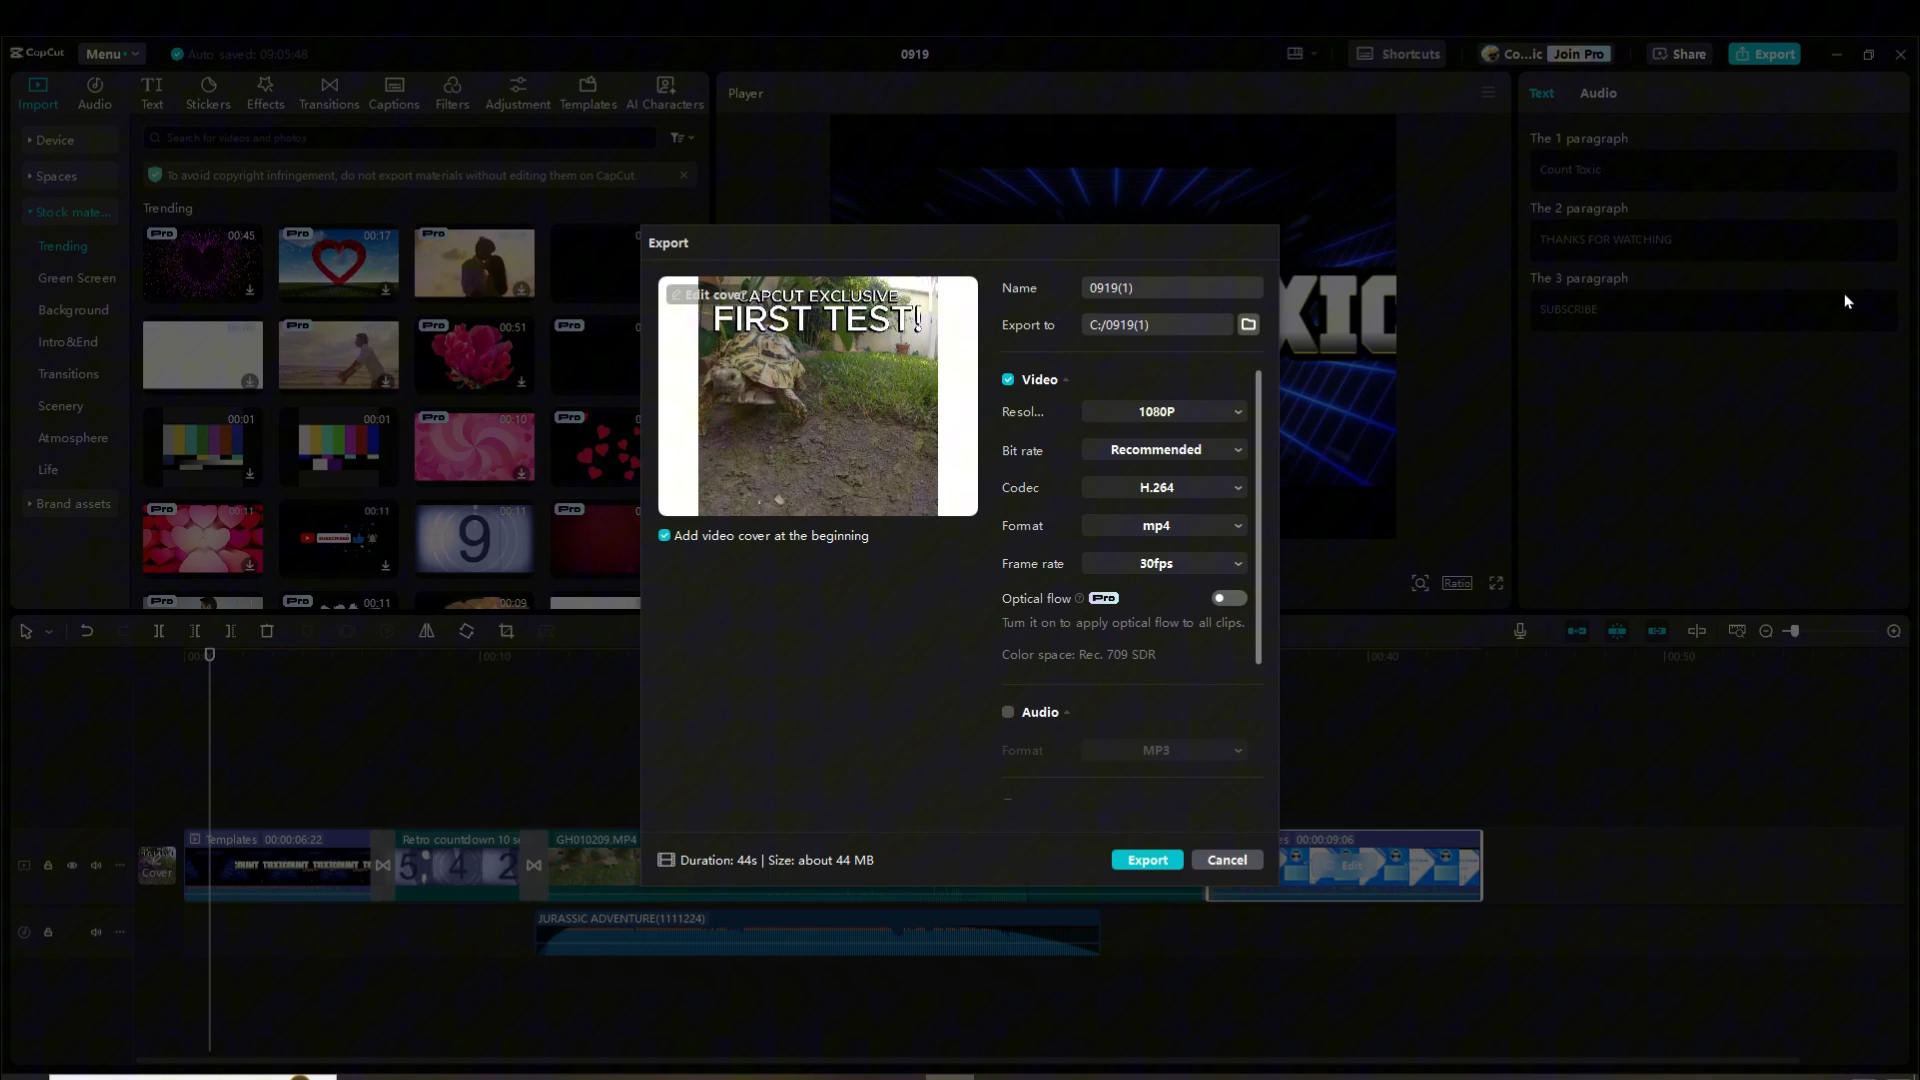 CapCut
Menu
Auto saved: 09:05:48
0919
Shortcuts
Co...ic
Join Pro
Share
Export
Import
Audio
Text
Stickers
Effects
Transitions
Captions
Filters
Adjustment
Templates
AI Characters
Device
Spaces
Stock mate...
Trending
Green Screen
Background
Intro&End
Transitions
Scenery
Atmosphere
Life
Brand assets
Search for videos and photos
To avoid copyright infringement, do not export materials without editing them on CapCut.
Trending
Pro 00:45
Pro 00:17
Pro
Pro
00:51
00:01
00:01
Pro 00:10
Pro
Pro 00:11
00:11
00:11
Pro
Pro
Pro 00:11
00:09
Player
XIC
Ratio
Text
Audio
The 1 paragraph
Count Toxic
The 2 paragraph
THANKS FOR WATCHING
The 3 paragraph
SUBSCRIBE
Export
Edit cover
APCUT EXCLUSIVE
FIRST TEST!
Add video cover at the beginning
Name
0919(1)
Export to
C:/0919(1)
Video
Resol...
1080P
Bit rate
Recommended
Codec
H.264
Format
mp4
Frame rate
30fps
Optical flow
Pro
Turn it on to apply optical flow to all clips.
Color space: Rec. 709 SDR
Audio
Format
MP3
Duration: 44s | Size: about 44 MB
Export
Cancel
00:10
00:40
00:50
Cover
Templates 00:00:06:22
Retro countdown 10 se
GH010209.MP4
5 4 2
es 00:00:09:06
Edit
JURASSIC ADVENTURE(1111224)